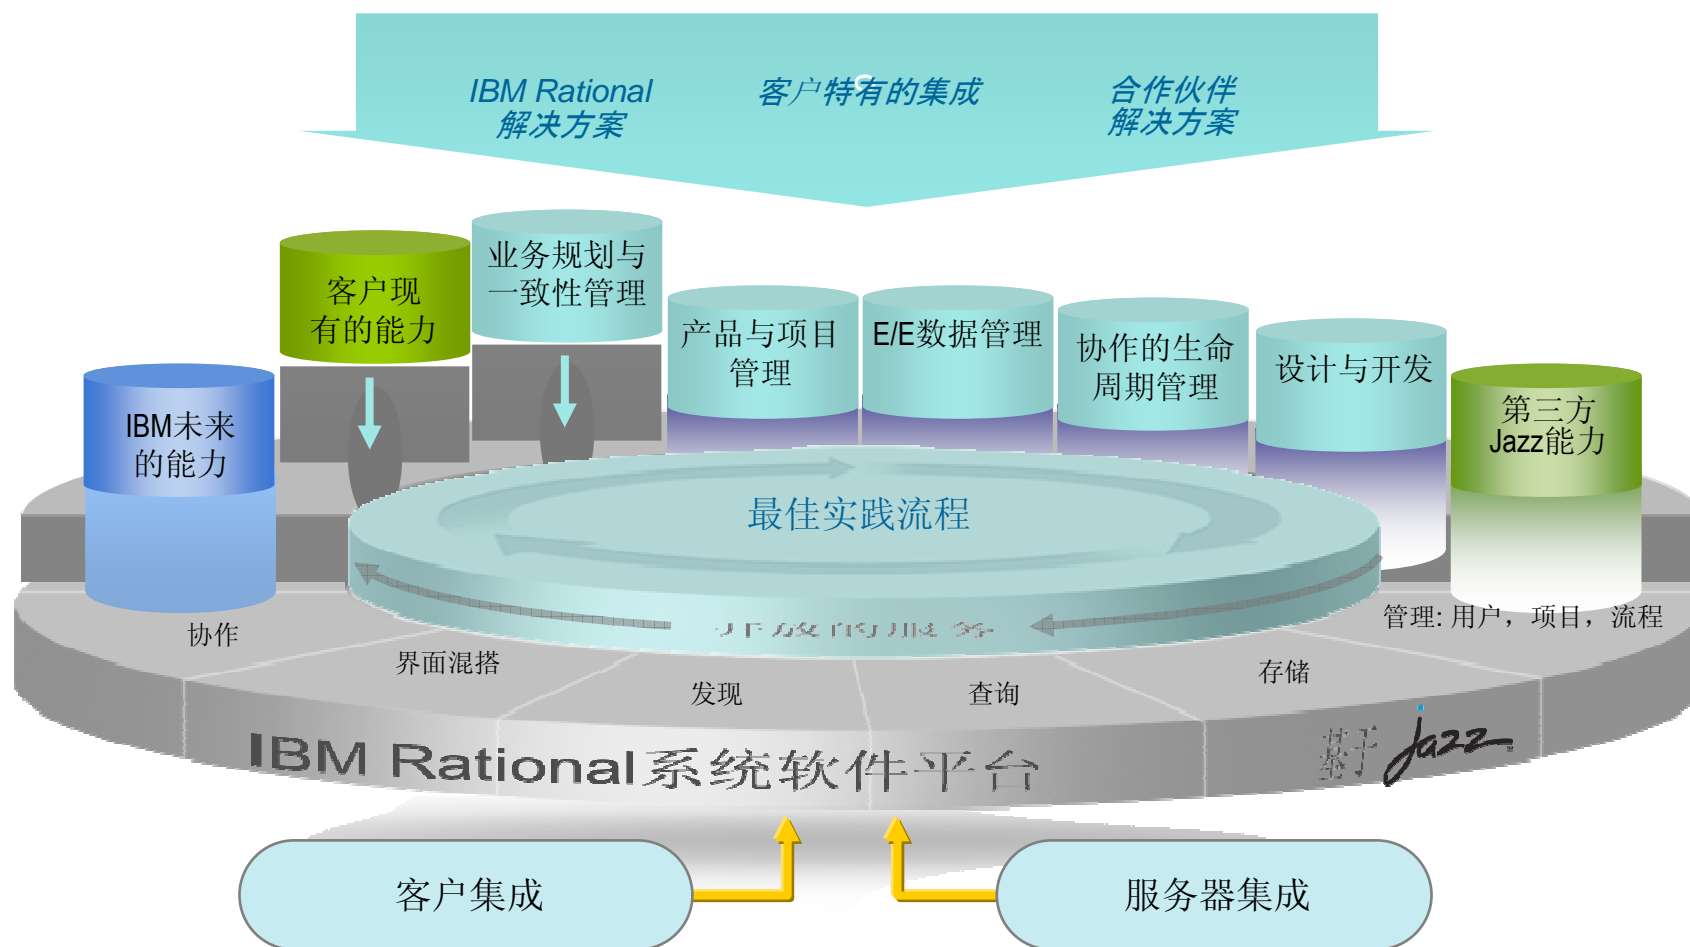 IBM Rational
解决方案
客户特有的集成
合作伙伴
解决方案
业务规划与
一致性管理
客户现
有的能力
产品与项目
管理
E/E数据管理
协作的生命
周期管理
设计与开发
IBM未来
的能力
第三方
Jazz能力
最佳实践流程
开放的服务
协作
界面混搭
发现
查询
存储
管理: 用户，项目，流程
IBM Rational系统软件平台
基于 jazz
客户集成
服务器集成